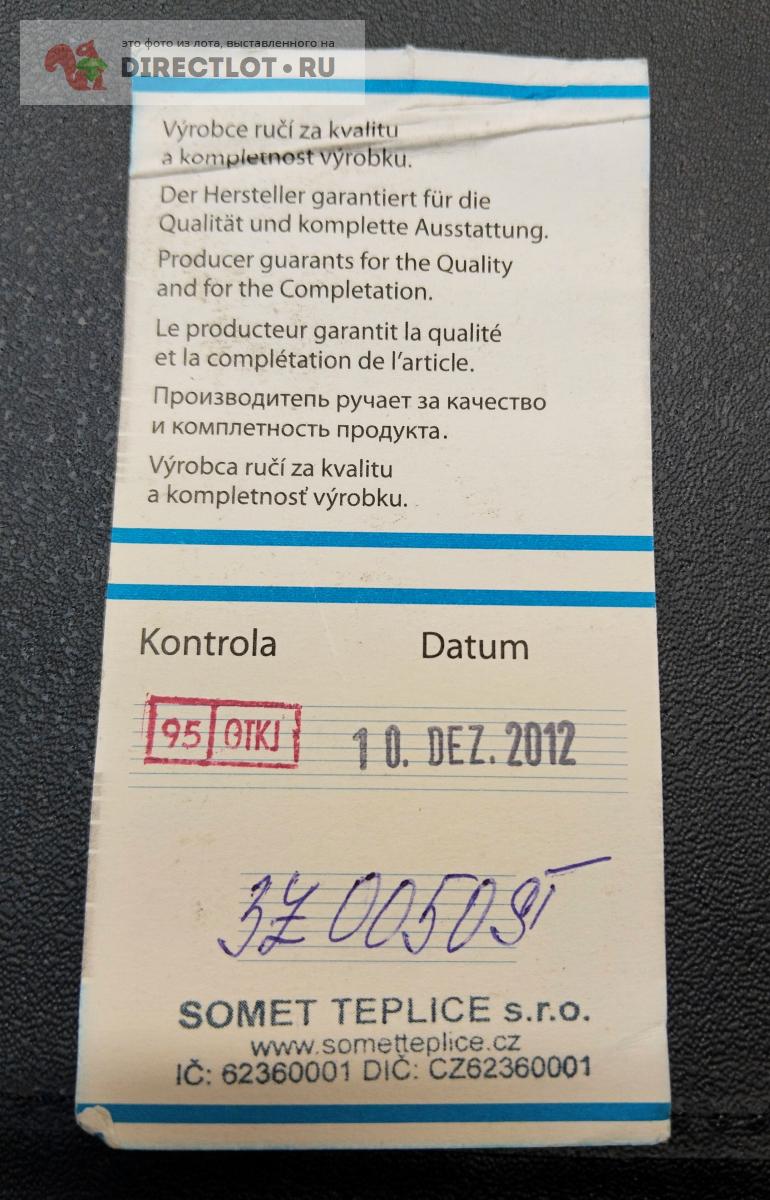 это фото из лота, выставленного на
DIRECTLOT.RU
Výrobce ručí za kvalitu
a kompletnost výrobku.
Der Hersteller garantiert für die
Qualität und komplette Ausstattung.
Producer guarants for the Quality
and for the Completation.
Le producteur garantit la qualité
et la complétation de l'article.
Производитепь ручает за качество
и комплетность продукта.
Výrobca ručí za kvalitu
a kompletnosť výrobku.
Kontrola Datum
95 OTKJ 10. DEZ. 2012
SOMET TEPLICE s.r.o.
www.sometteplice.cz
IČ: 62360001 DIČ: CZ62360001